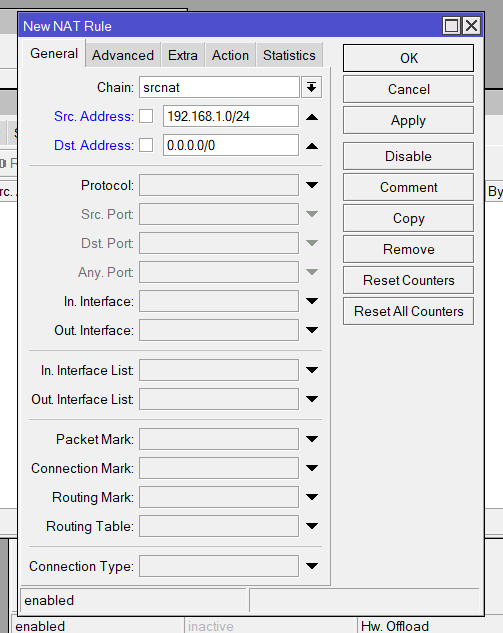 New NAT Rule
General Advanced Extra Action Statistics
Chain: srcnat
Src. Address: 192.168.1.0/24
Dst. Address: 0.0.0.0/0
Protocol:
Src. Port:
Dst. Port:
Any. Port:
In. Interface:
Out. Interface:
In. Interface List:
Out. Interface List:
Packet Mark:
Connection Mark:
Routing Mark:
Routing Table:
Connection Type:
OK
Cancel
Apply
Disable
Comment
Copy
Remove
Reset Counters
Reset All Counters
enabled
By
enabled inactive Hw. Offload